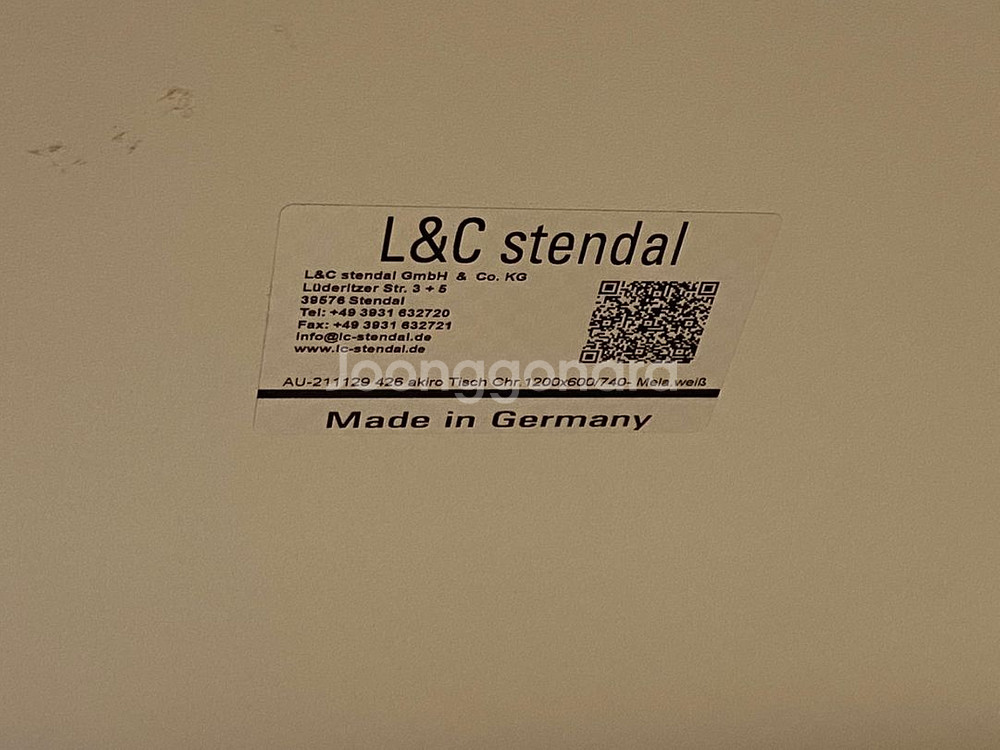 L&C stendal
L&C stendal GmbH & Co. KG
Lüderitzer Str. 3 + 5
39576 Stendal
Tel: +49 3931 632720
Fax: +49 3931 632721
info@lc-stendal.de
www.lc-stendal.de
Joonggonara
AU-211129 426 akiro Tisch Chr.1200x600/740- Mela.weiß
Made in Germany